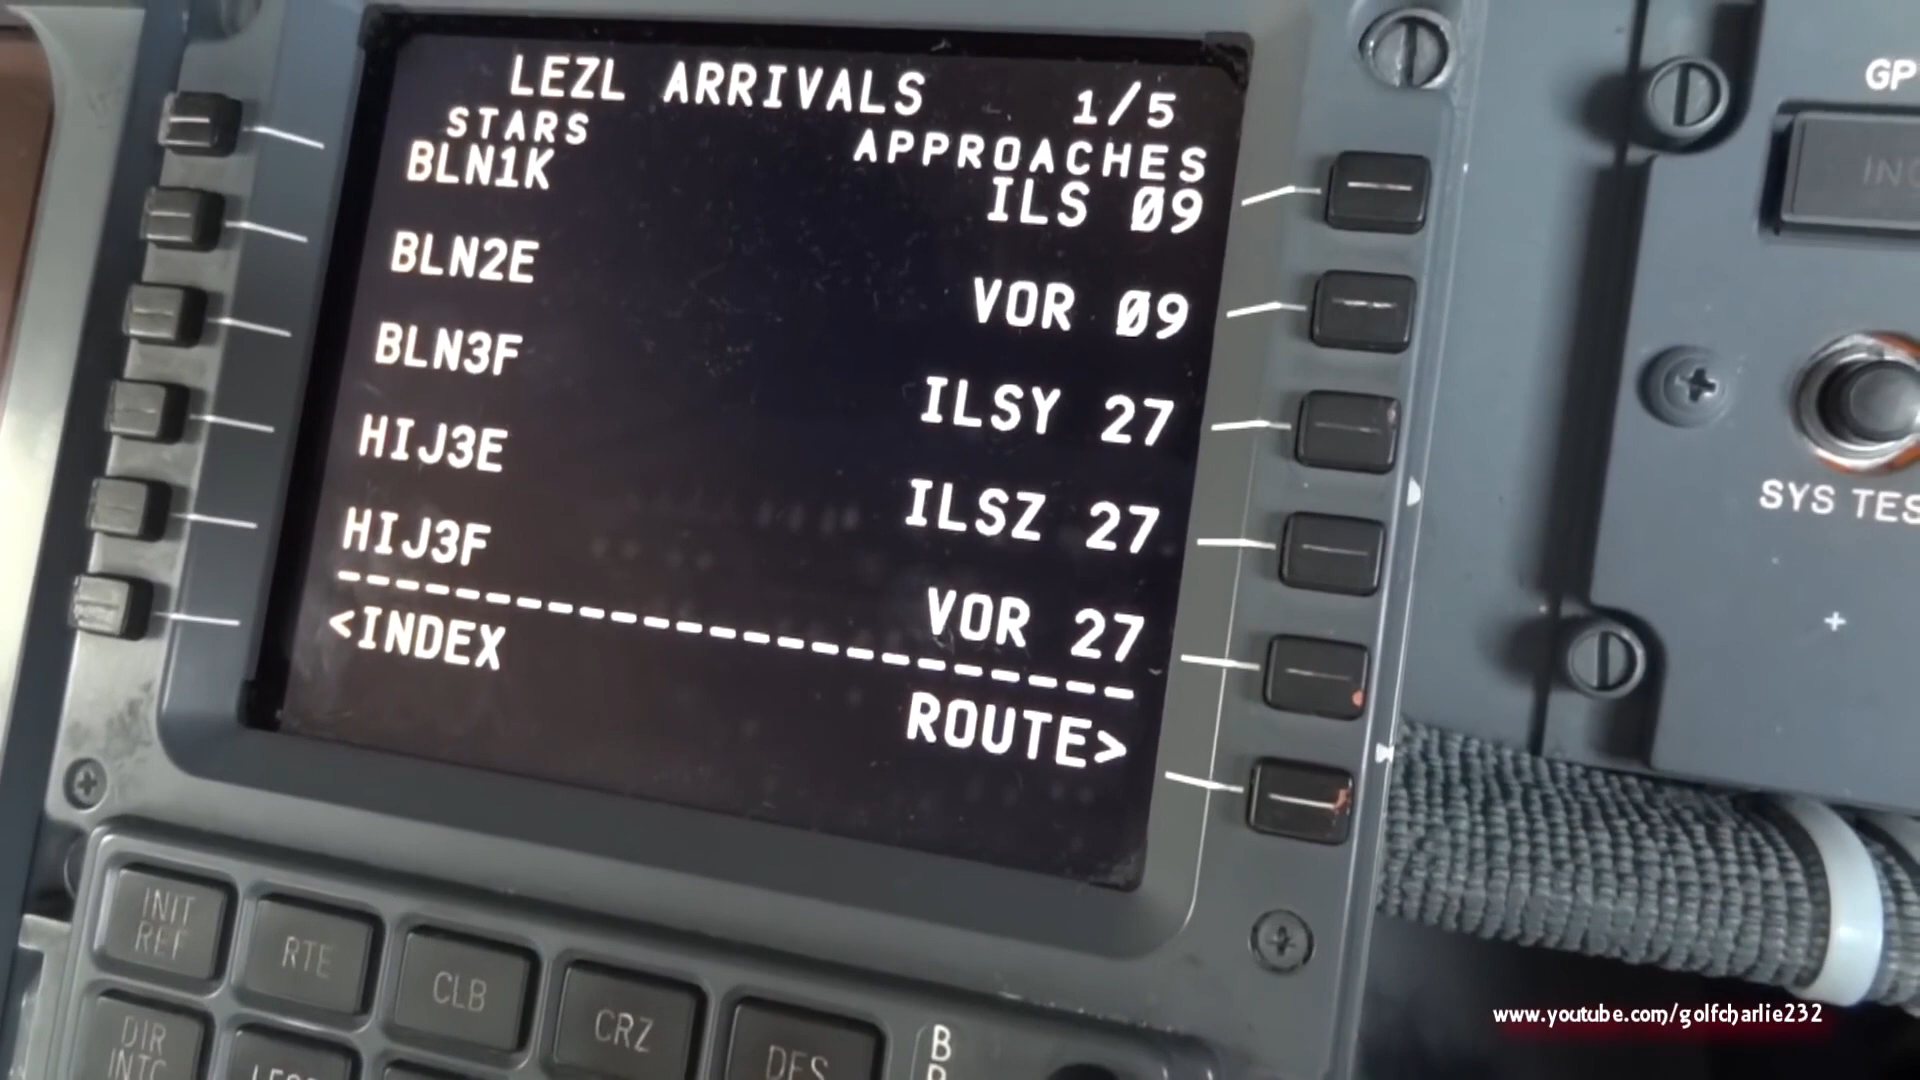 LEZL ARRIVALS 1/5
STARS APPROACHES
BLN1K ILS 09
BLN2E VOR 09
BLN3F ILSY 27
HIJ3E ILSZ 27
HIJ3F VOR 27
<INDEX ROUTE>
INIT REF
RTE
CLB
CRZ
DES
DIR INTC
GP
SYS TES
www.youtube.com/golfcharlie232